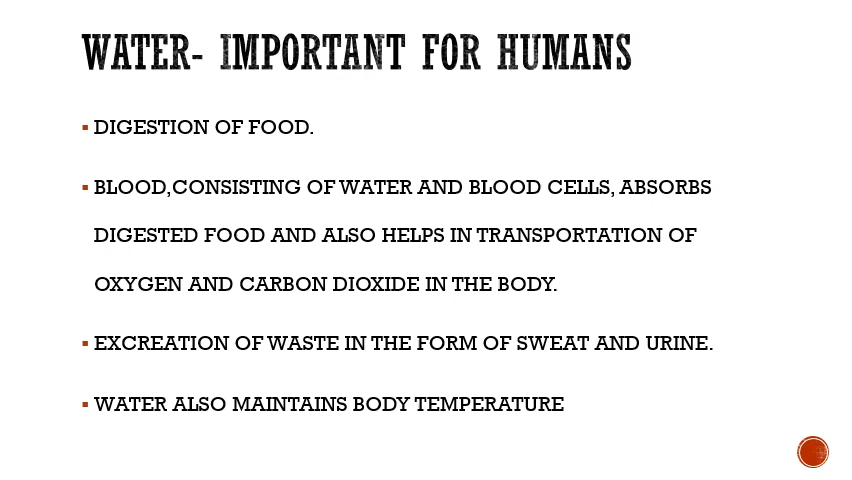 WATER- IMPORTANT FOR HUMANS
DIGESTION OF FOOD.
BLOOD,CONSISTING OF WATER AND BLOOD CELLS, ABSORBS
DIGESTED FOOD AND ALSO HELPS IN TRANSPORTATION OF
OXYGEN AND CARBON DIOXIDE IN THE BODY.
EXCREATION OF WASTE IN THE FORM OF SWEAT AND URINE.
WATER ALSO MAINTAINS BODY TEMPERATURE